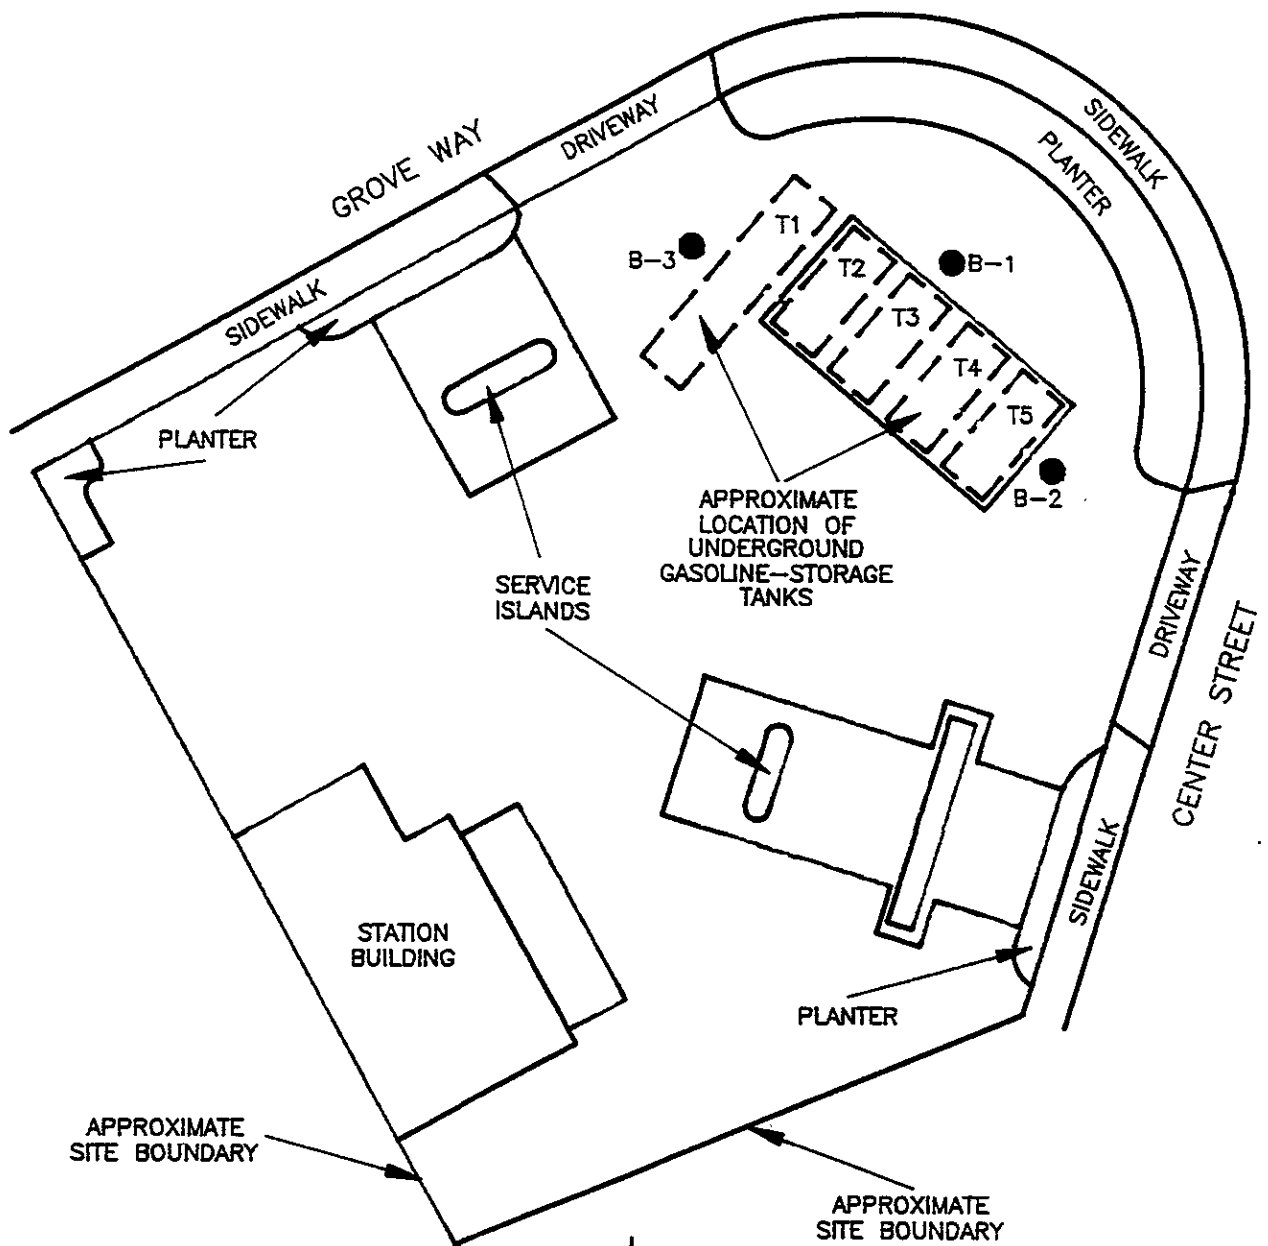 SIDEWALK
PLANTER
DRIVEWAY
GROVE WAY
T1
B-3
T2
B-1
T3
SIDEWALK
T4
T5
PLANTER
B-2
APPROXIMATE
LOCATION OF
UNDERGROUND
GASOLINE-STORAGE
TANKS
SERVICE
ISLANDS
DRIVEWAY
CENTER STREET
SIDEWALK
STATION
BUILDING
PLANTER
APPROXIMATE
SITE BOUNDARY
APPROXIMATE
SITE BOUNDARY